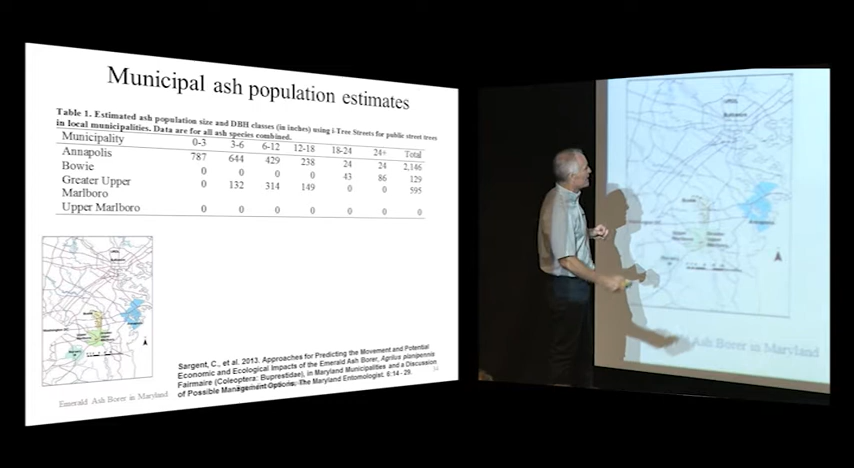 Municipal ash population estimates
Table 1. Estimated ash population size and DBH classes (in inches) using i-Tree Streets for public street trees
in local municipalities. Data are for all ash species combined.
Municipality 0-3 3-6 6-12 12-18 18-24 24+ Total
Annapolis 787 644 429 238 24 24 2,146
Bowie 0 0 0 0 43 86 129
Greater Upper 0 132 314 149 0 0 595
Marlboro
Upper Marlboro 0 0 0 0 0 0 0
Sargent, C., et al. 2013. Approaches for Predicting the Movement and Potential
Economic and Ecological Impacts of the Emerald Ash Borer, Agrilus planipennis
Fairmaire (Coleoptera: Buprestidae), in Maryland Municipalities and a Discussion
of Possible Management Options. The Maryland Entomologist. 6:14 - 29.
Emerald Ash Borer in Maryland
Ash Borer in Maryland